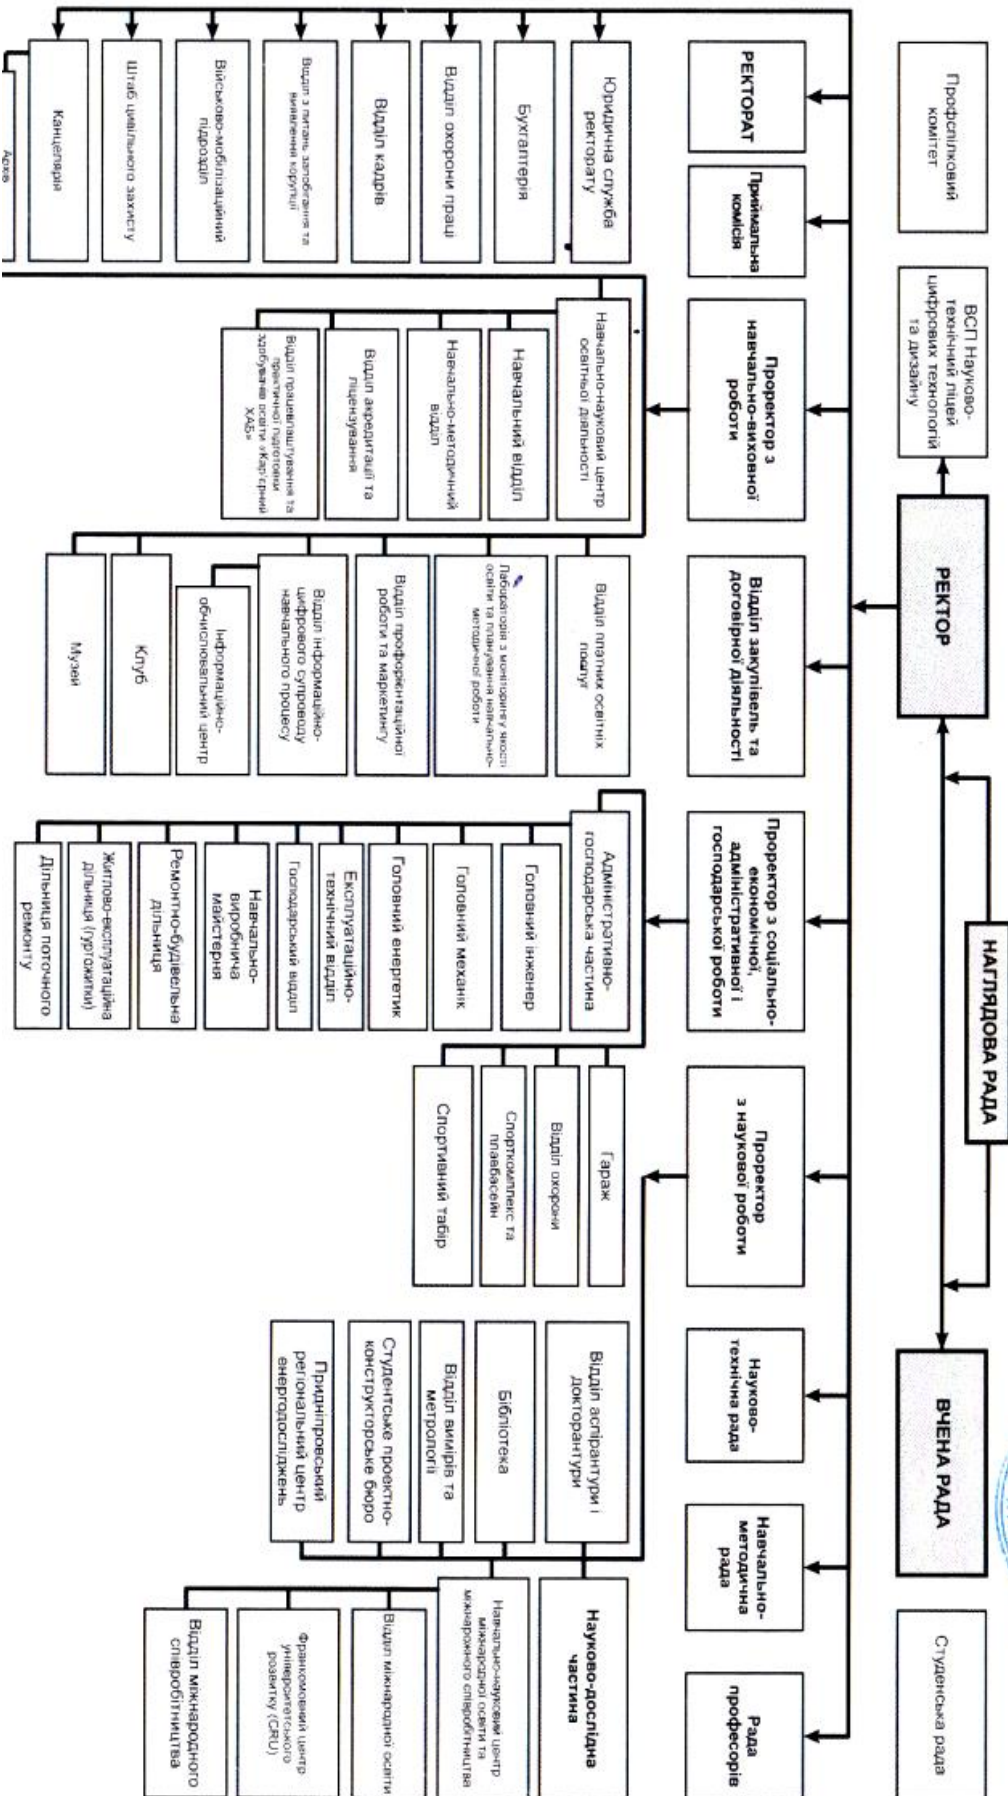 НАГЛЯДОВА РАДА
Профспілковий
комітет
ВСП Науково-
технічний ліцей
цифрових технологій
та дизайну
РЕКТОР
ВЧЕНА РАДА
Студенська рада
РЕКТОРАТ
Приймальна
комісія
Проректор з
навчально-виховної
роботи
Відділ закупівель та
договірної діяльності
Проректор з соціально-
економічної,
адміністративної і
господарської роботи
Проректор
з наукової роботи
Науково-
технічна рада
Навчально-
методична
рада
Рада
професорів
Юридична служба
ректорату
Бухгалтерія
Відділ охорони праці
Відділ кадрів
Відділ з питань запобігання та
виявлення корупції
Військово-мобілізаційний
підрозділ
Штаб цивільного захисту
Канцелярія
Архів
Навчально-науковий центр
освітньої діяльності
Навчальний відділ
Навчально-методичний
відділ
Відділ акредитації та
ліцензування
Відділ працевлаштування та
практичної підготовки
здобувачів освіти «Кар'єрний
ХАБ»
Відділ платних освітніх
послуг
Лабораторія з моніторингу якості
освіти та планування навчально-
методичної роботи
Відділ профорієнтаційної
роботи та маркетингу
Відділ інформаційно-
цифрового супроводу
навчального процесу
Інформаційно-
обчислювальний центр
Клуб
Музей
Адміністративно-
господарська частина
Головний інженер
Головний механік
Головний енергетик
Експлуатаційно-
технічний відділ
Господарський відділ
Навчально-
виробнича
майстерня
Ремонтно-будівельна
дільниця
Житлово-експлуатаційна
дільниця (гуртожитки)
Дільниця поточного
ремонту
Гараж
Відділ охорони
Спорткомплекс та
плавбасейн
Спортивний табір
Відділ аспірантури і
докторантури
Бібліотека
Відділ вимірів та
метрології
Студентське проектно-
конструкторське бюро
Придніпровський
регіональний центр
енергодосліджень
Науково-дослідна
частина
Навчально-науковий центр
міжнародної освіти та
міжнарожного співробітництва
Відділ міжнародної освіти
Франкомовний центр
університетського
розвитку (CRU)
Відділ міжнародного
співробітництва